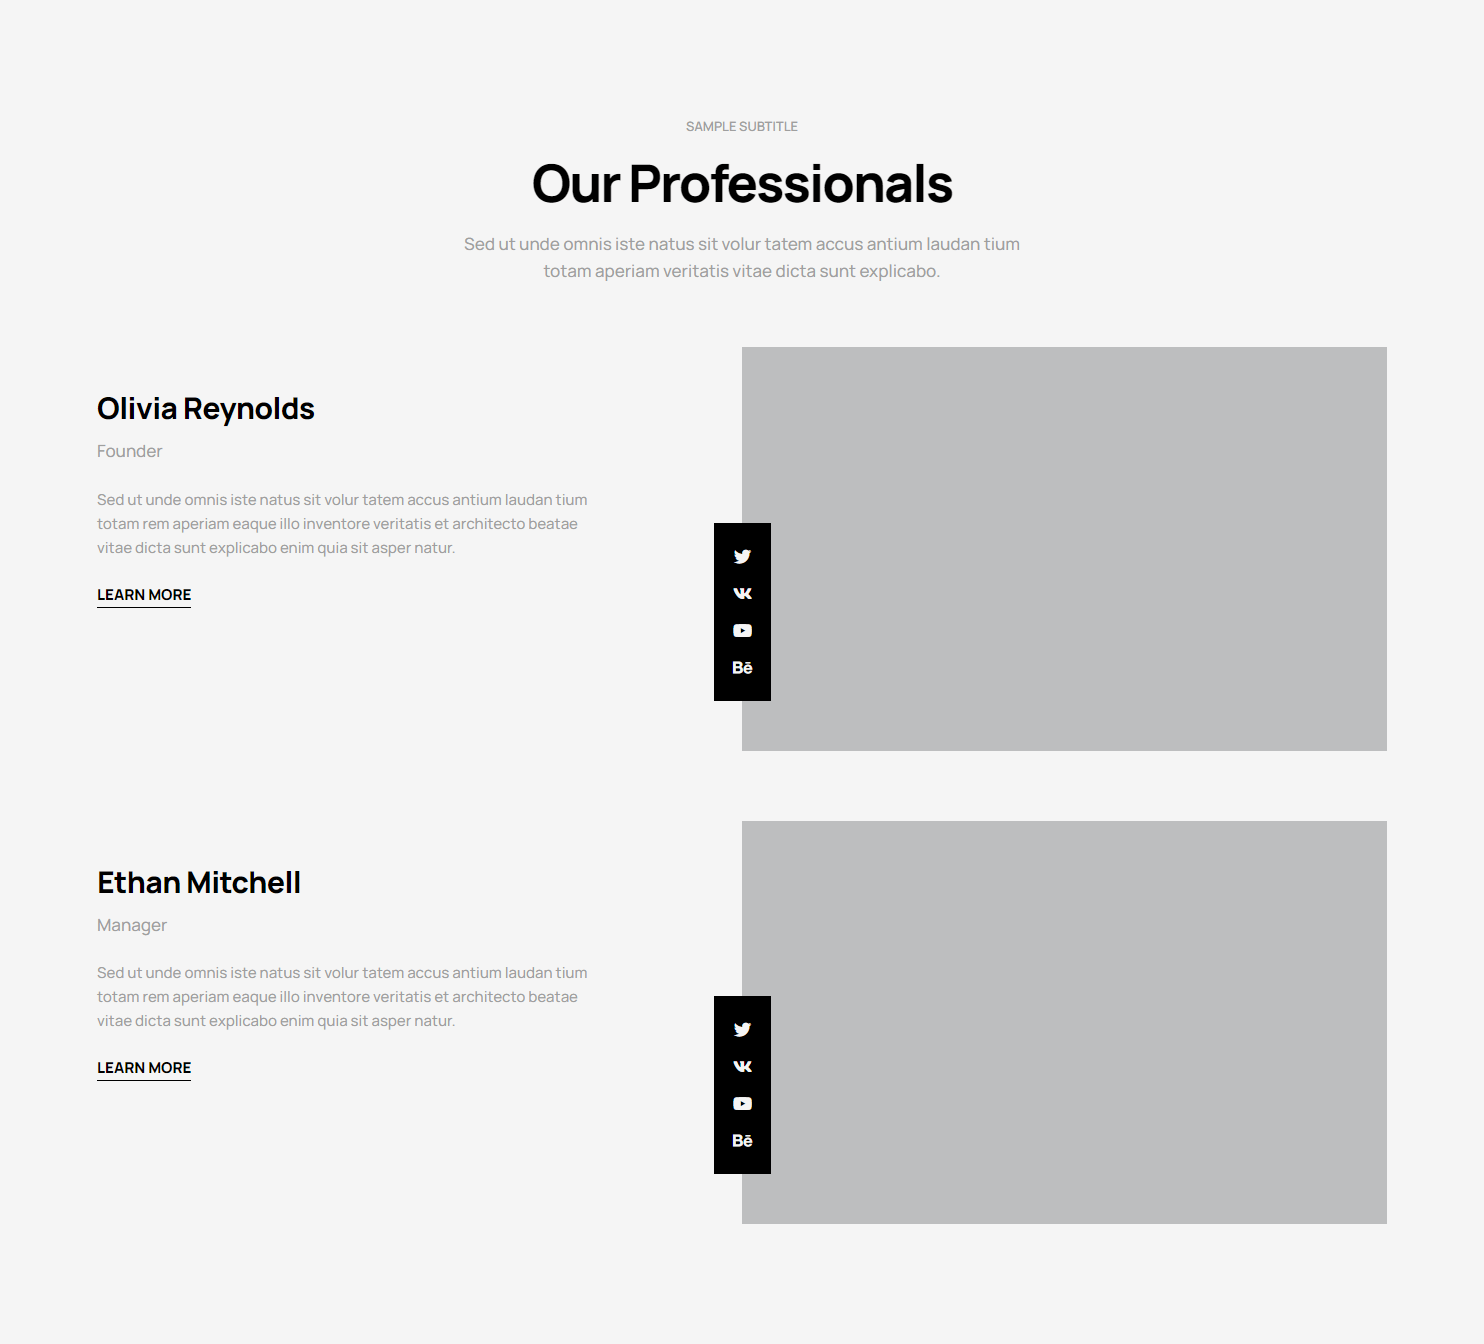 SAMPLE SUBTITLE
Our Professionals
Sed ut unde omnis iste natus sit volur tatem accus antium laudan tium
totam aperiam veritatis vitae dicta sunt explicabo.
Olivia Reynolds
Founder
Sed ut unde omnis iste natus sit volur tatem accus antium laudan tium
totam rem aperiam eaque illo inventore veritatis et architecto beatae
vitae dicta sunt explicabo enim quia sit asper natur.
LEARN MORE
Bē
Ethan Mitchell
Manager
Sed ut unde omnis iste natus sit volur tatem accus antium laudan tium
totam rem aperiam eaque illo inventore veritatis et architecto beatae
vitae dicta sunt explicabo enim quia sit asper natur.
LEARN MORE
Bē